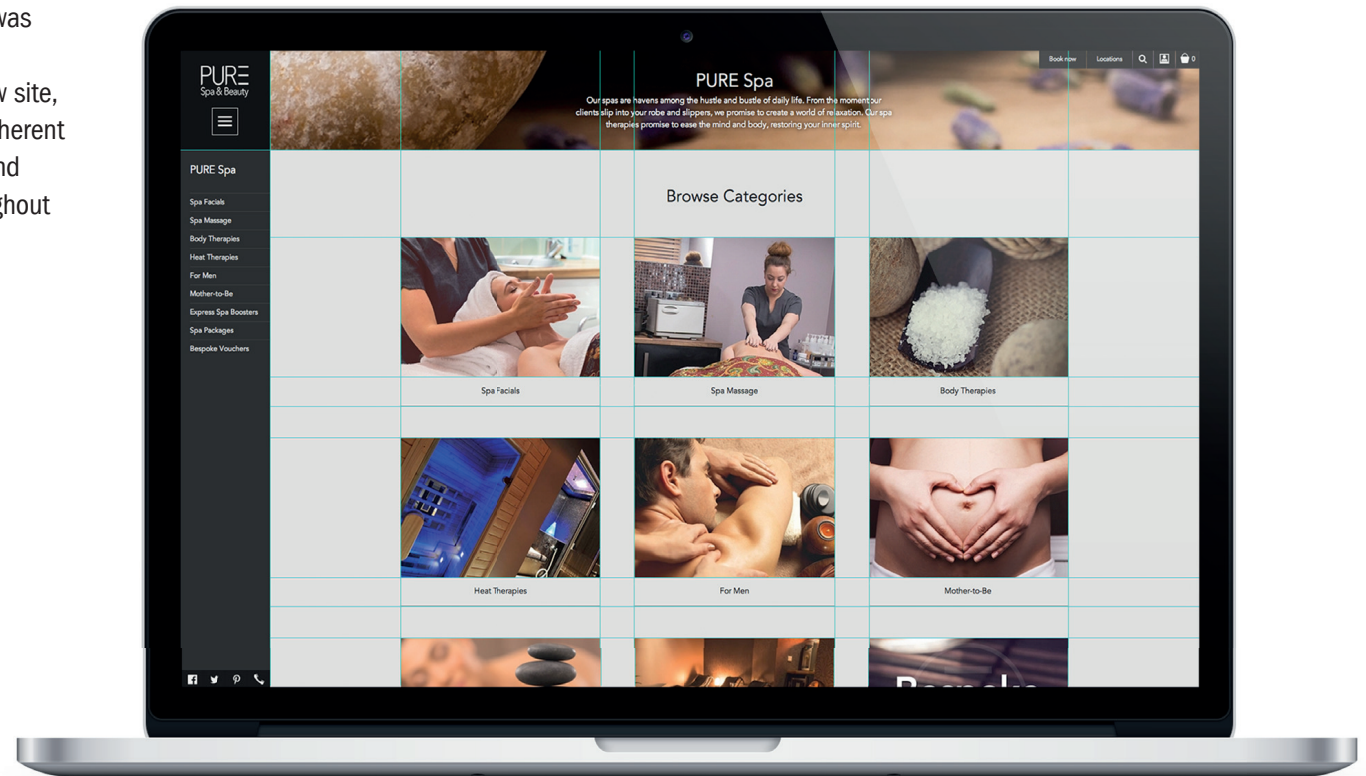 was
w site,
herent
nd
ghout
PURE
Spa & Beauty
Book now
Locations
0
PURE Spa
Our spas are havens among the hustle and bustle of daily life. From the moment our
clients slip into your robe and slippers, we promise to create a world of relaxation. Our spa
therapies promise to ease the mind and body, restoring your inner spirit.
PURE Spa
Spa Facials
Spa Massage
Body Therapies
Heat Therapies
For Men
Mother-to-Be
Express Spa Boosters
Spa Packages
Bespoke Vouchers
Browse Categories
Spa Facials
Spa Massage
Body Therapies
Heat Therapies
For Men
Mother-to-Be
Bespoke